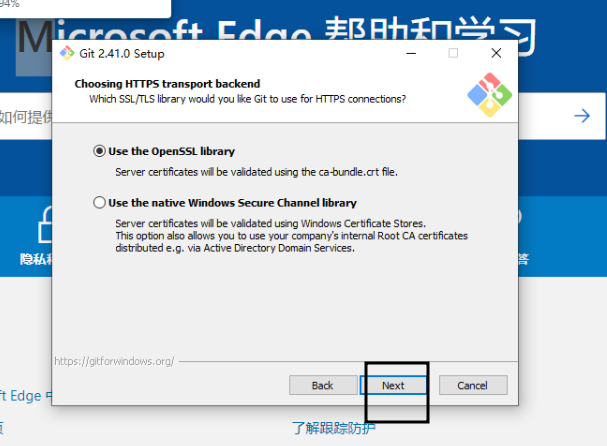 94%
Microsoft Edge 帮助和学习
Git 2.41.0 Setup
Choosing HTTPS transport backend
Which SSL/TLS library would you like Git to use for HTTPS connections?
如何提供
Use the OpenSSL library
Server certificates will be validated using the ca-bundle.crt file.
Use the native Windows Secure Channel library
Server certificates will be validated using Windows Certificate Stores.
This option also allows you to use your company's internal Root CA certificates
distributed e.g. via Active Directory Domain Services.
隐私
答
https://gitforwindows.org/
Back
Next
Cancel
ft Edge
了解跟踪防护